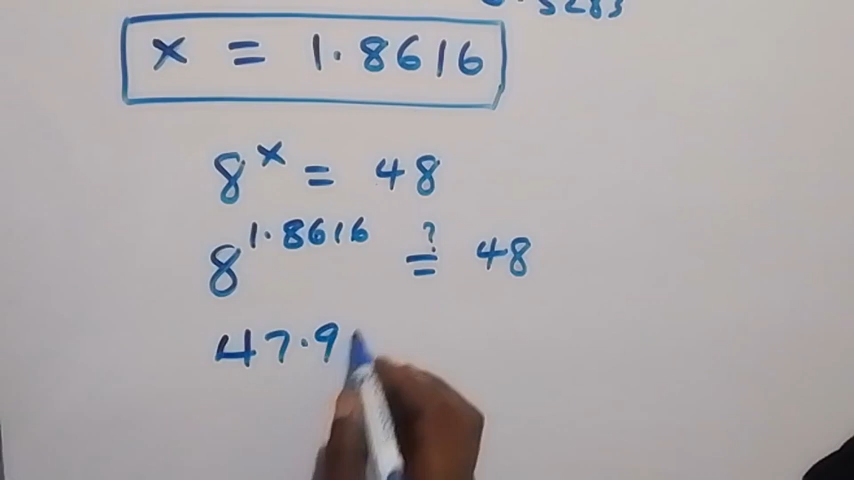 x = 1.8616
8^x = 48
8^1.8616 ≟ 48
47.9